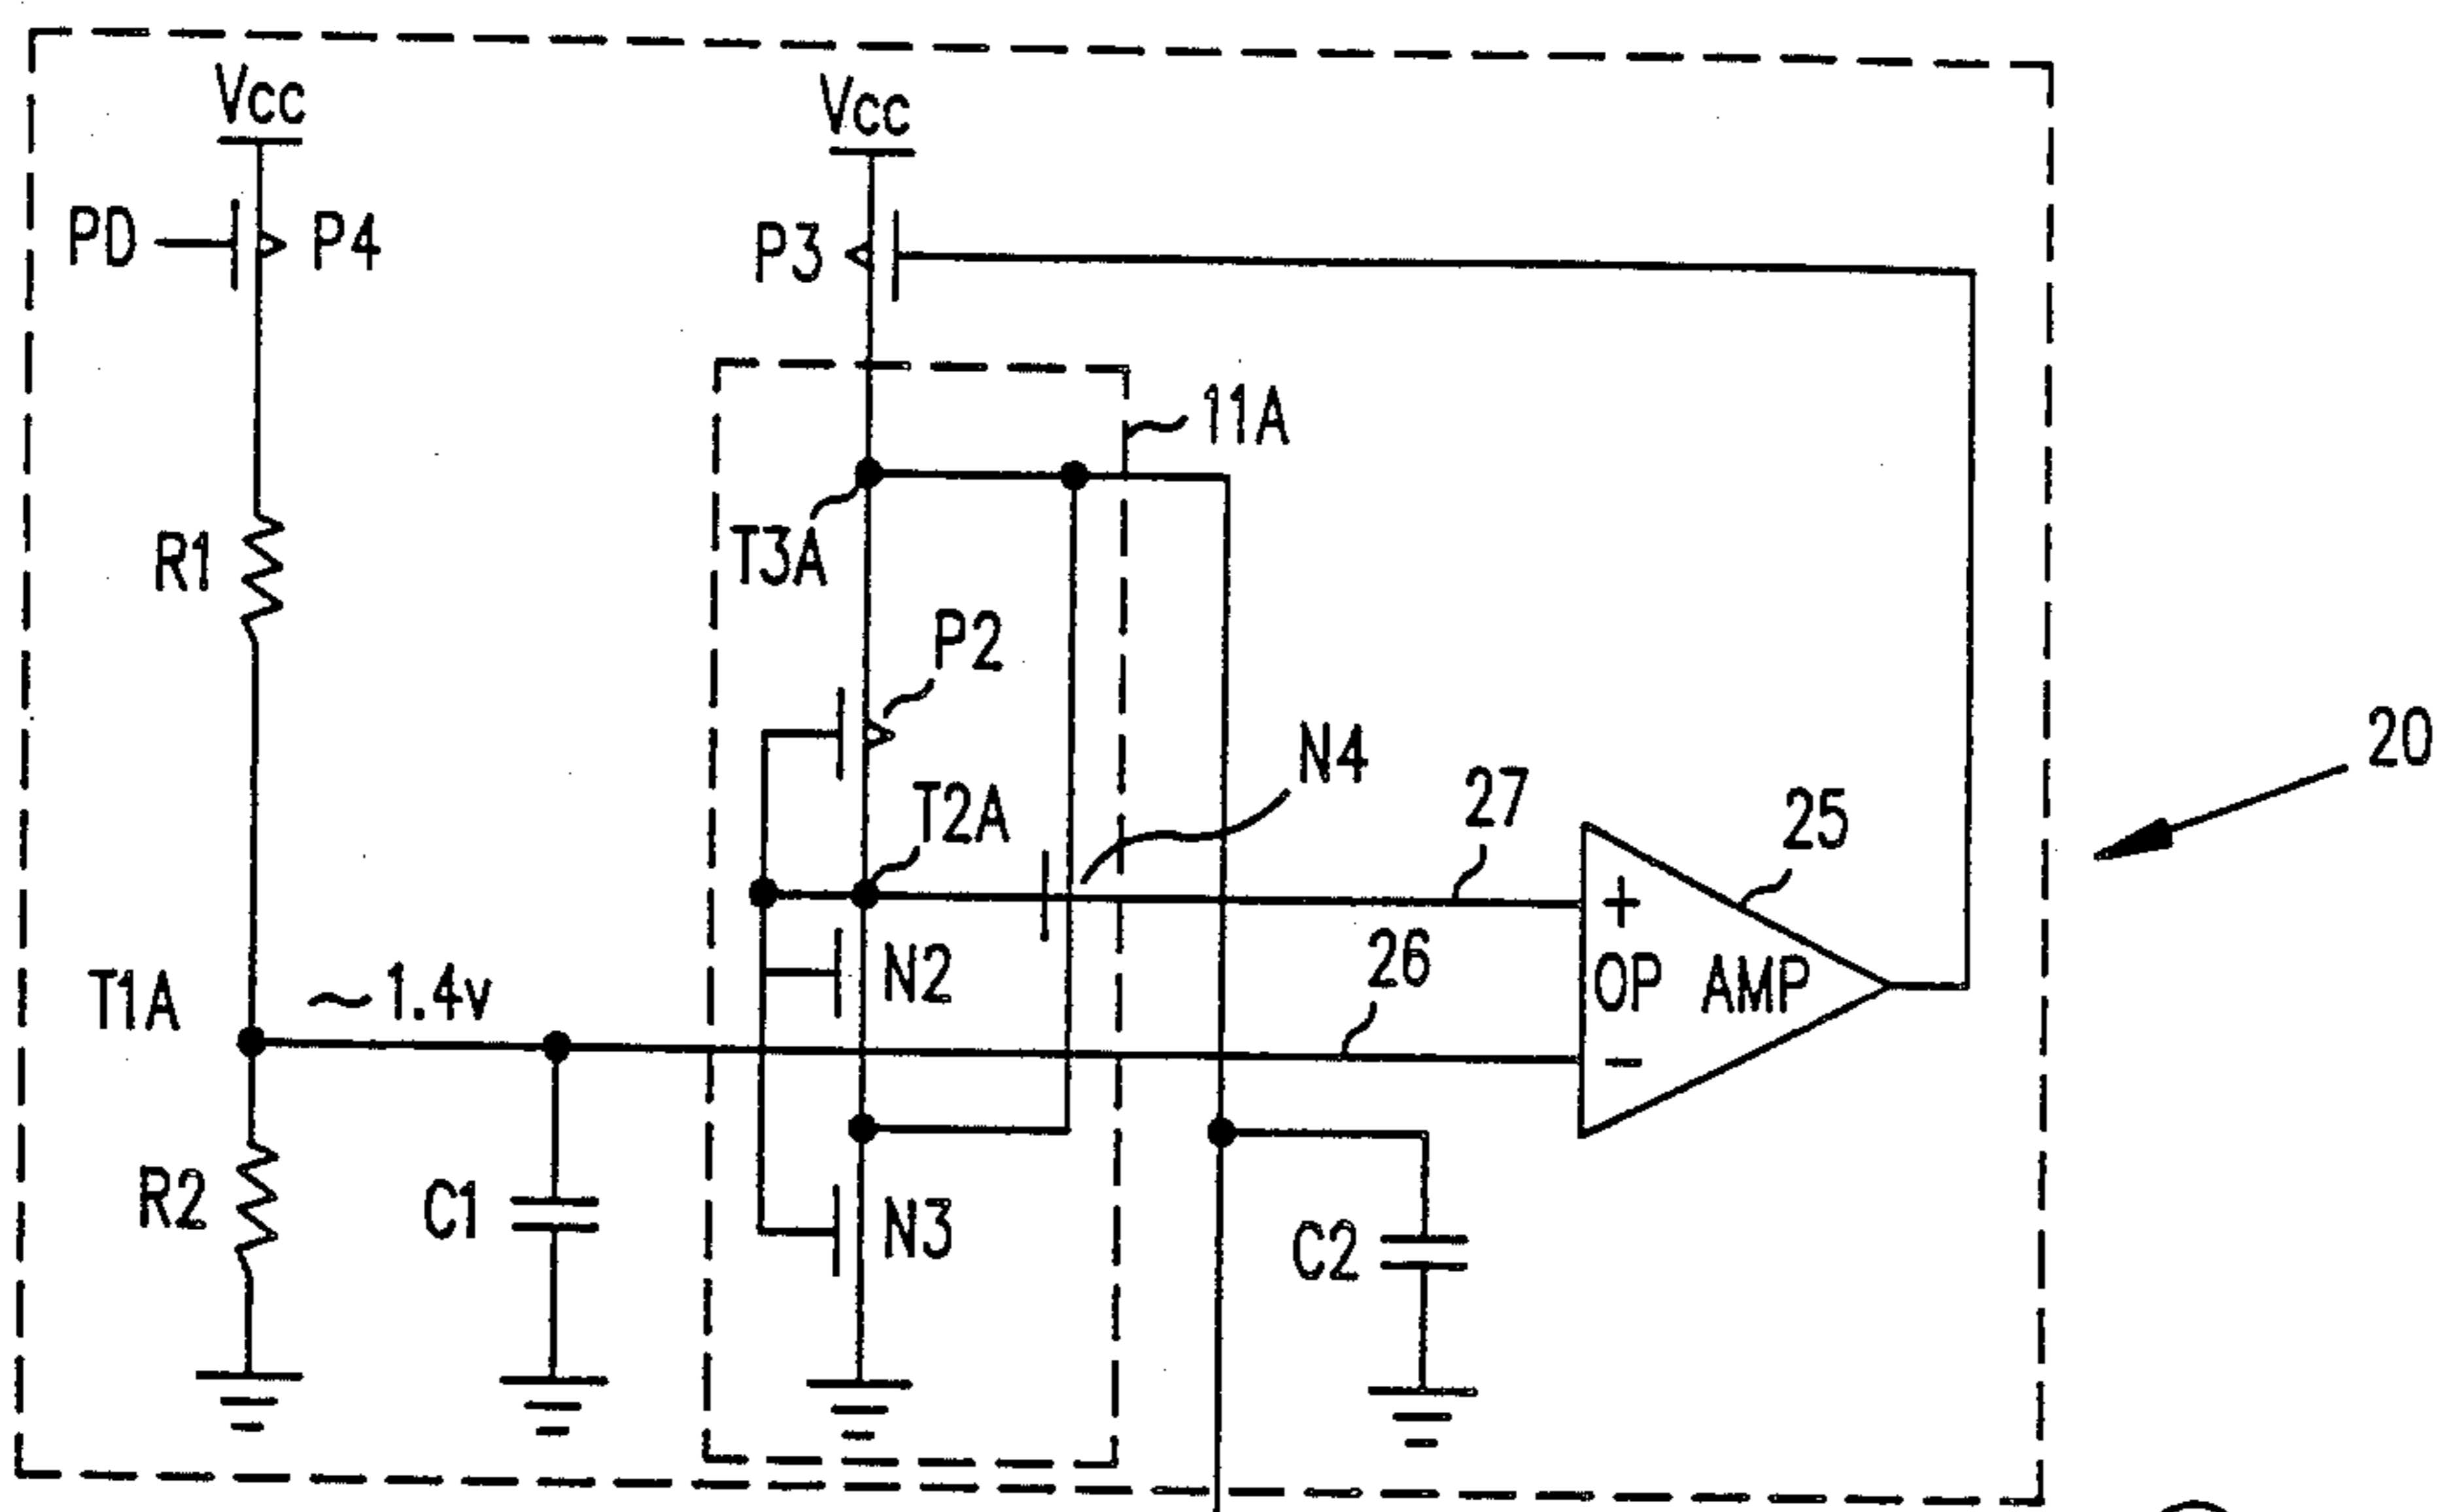 Vcc
Vcc
PD
P4
P3
11A
R1
T3A
P2
20
N4
27
T2A
25
+
N2
26
OP AMP
T1A
~1.4v
-
R2
C1
N3
C2